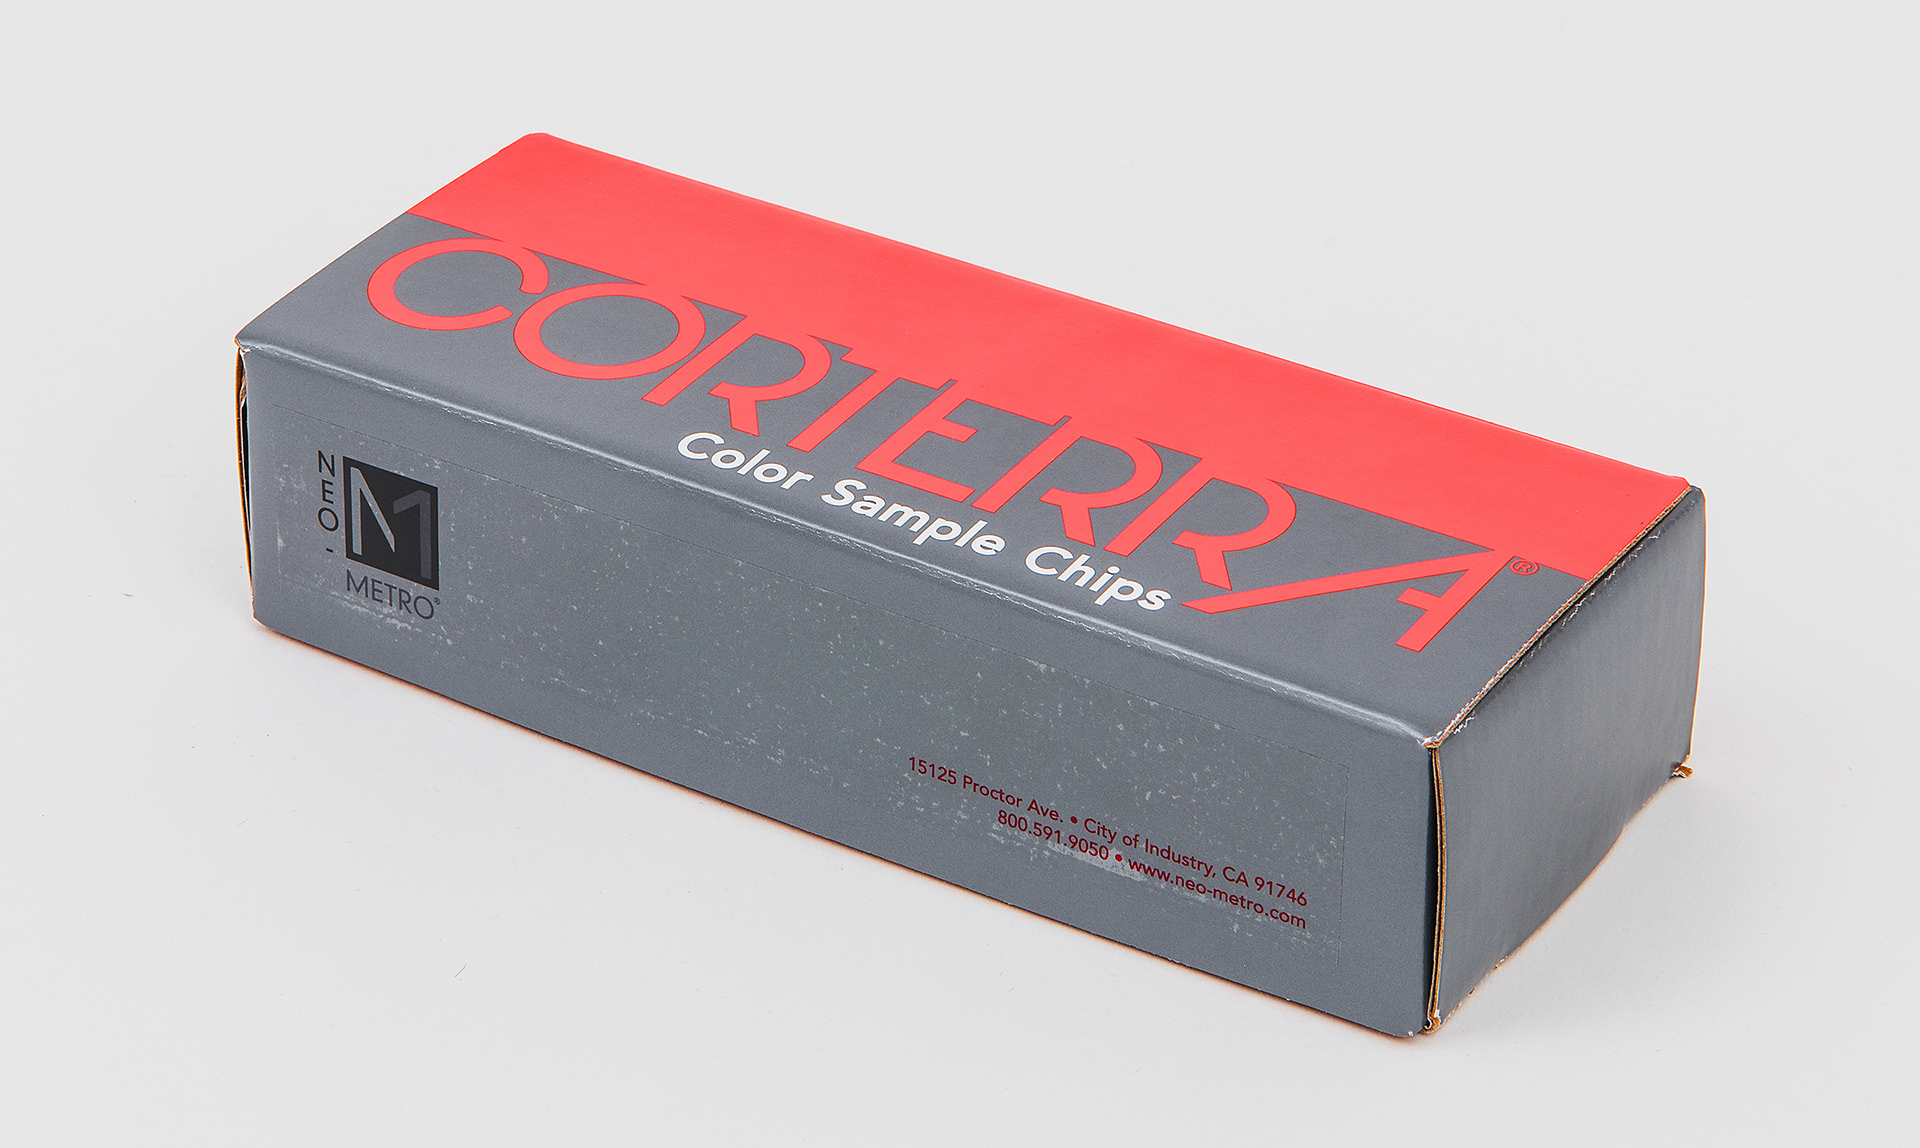 CORTERRA®
Color Sample Chips
NEO-
METRO®
15125 Proctor Ave. • City of Industry, CA 91746
800.591.9050 • www.neo-metro.com